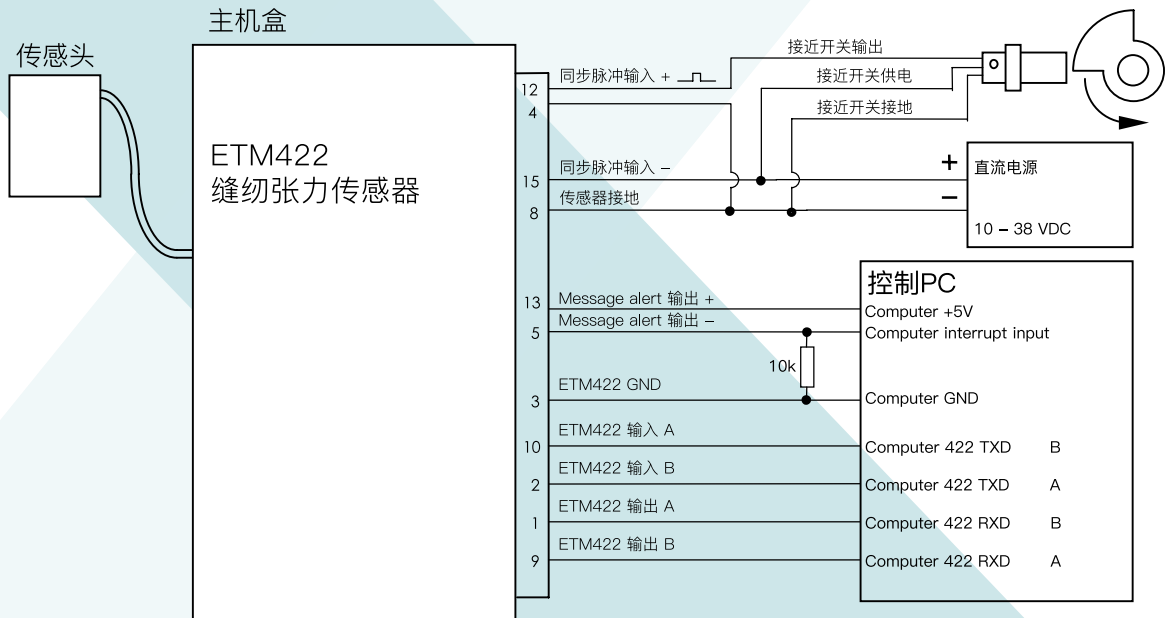 主机盒
传感头
ETM422
缝纫张力传感器
接近开关输出
同步脉冲输入 +
接近开关供电
12
4
接近开关接地
同步脉冲输入 –
15
传感器接地
8
+
直流电源
–
10 – 38 VDC
控制PC
13
Message alert 输出 +
Computer +5V
5
Message alert 输出 –
Computer interrupt input
10k
3
ETM422 GND
Computer GND
10
ETM422 输入 A
Computer 422 TXD B
2
ETM422 输入 B
Computer 422 TXD A
1
ETM422 输出 A
Computer 422 RXD B
9
ETM422 输出 B
Computer 422 RXD A